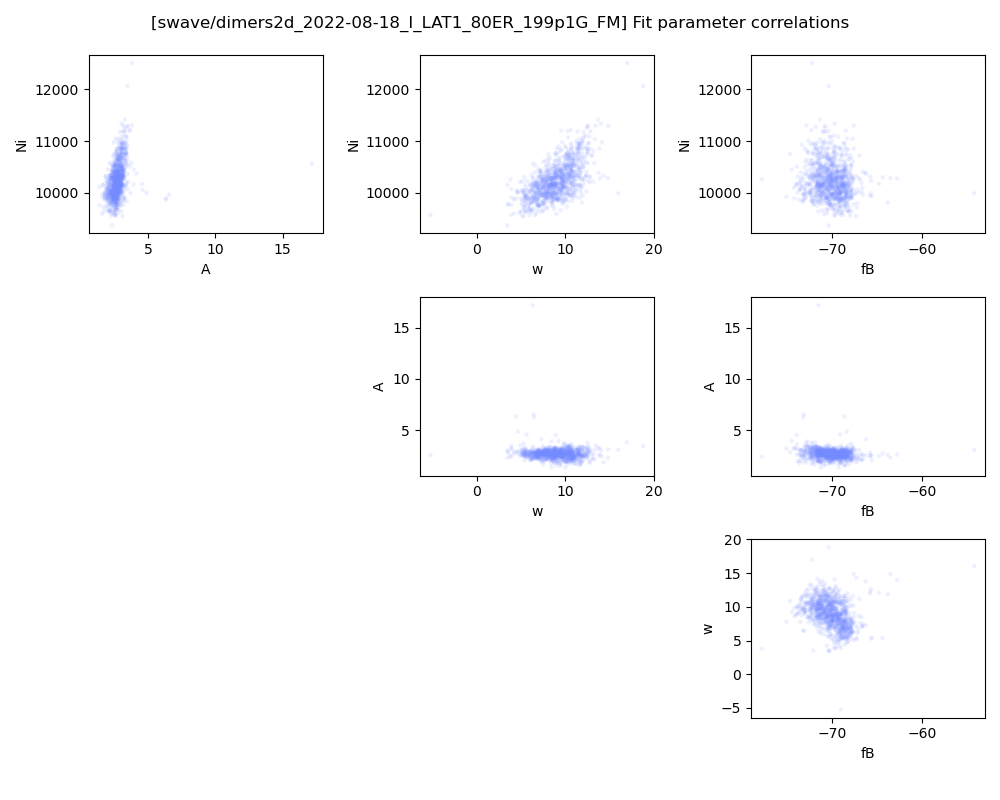 [swave/dimers2d_2022-08-18_I_LAT1_80ER_199p1G_FM] Fit parameter correlations
12000
11000
10000
Ni
5
10
15
A
12000
11000
10000
Ni
0
10
20
w
12000
11000
10000
Ni
−70
−60
fB
15
10
5
A
0
10
20
w
15
10
5
A
−70
−60
fB
20
15
10
5
0
−5
w
−70
−60
fB